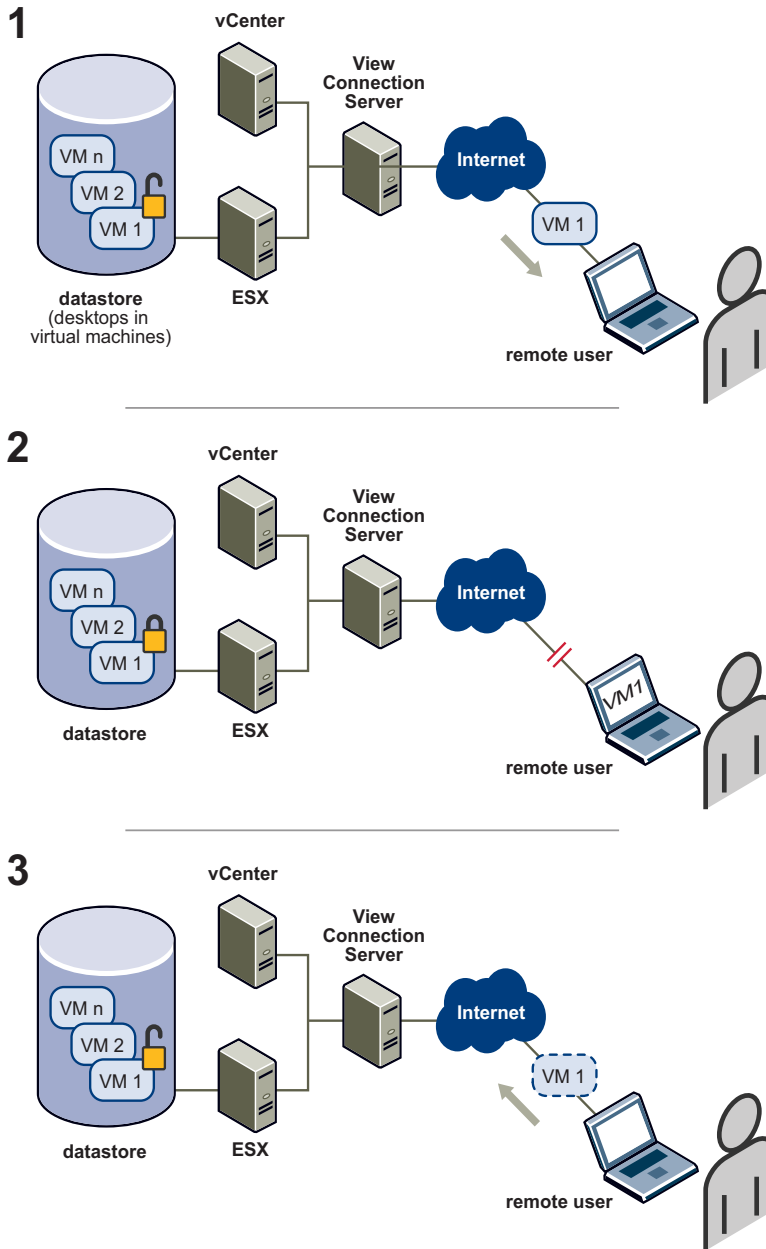 1
vCenter
View
Connection
Server
Internet
VM n
VM 2
VM 1
VM 1
datastore
(desktops in
virtual machines)
ESX
remote user
2
vCenter
View
Connection
Server
Internet
VM n
VM 2
VM 1
VM1
datastore
ESX
remote user
3
vCenter
View
Connection
Server
Internet
VM n
VM 2
VM 1
VM 1
datastore
ESX
remote user